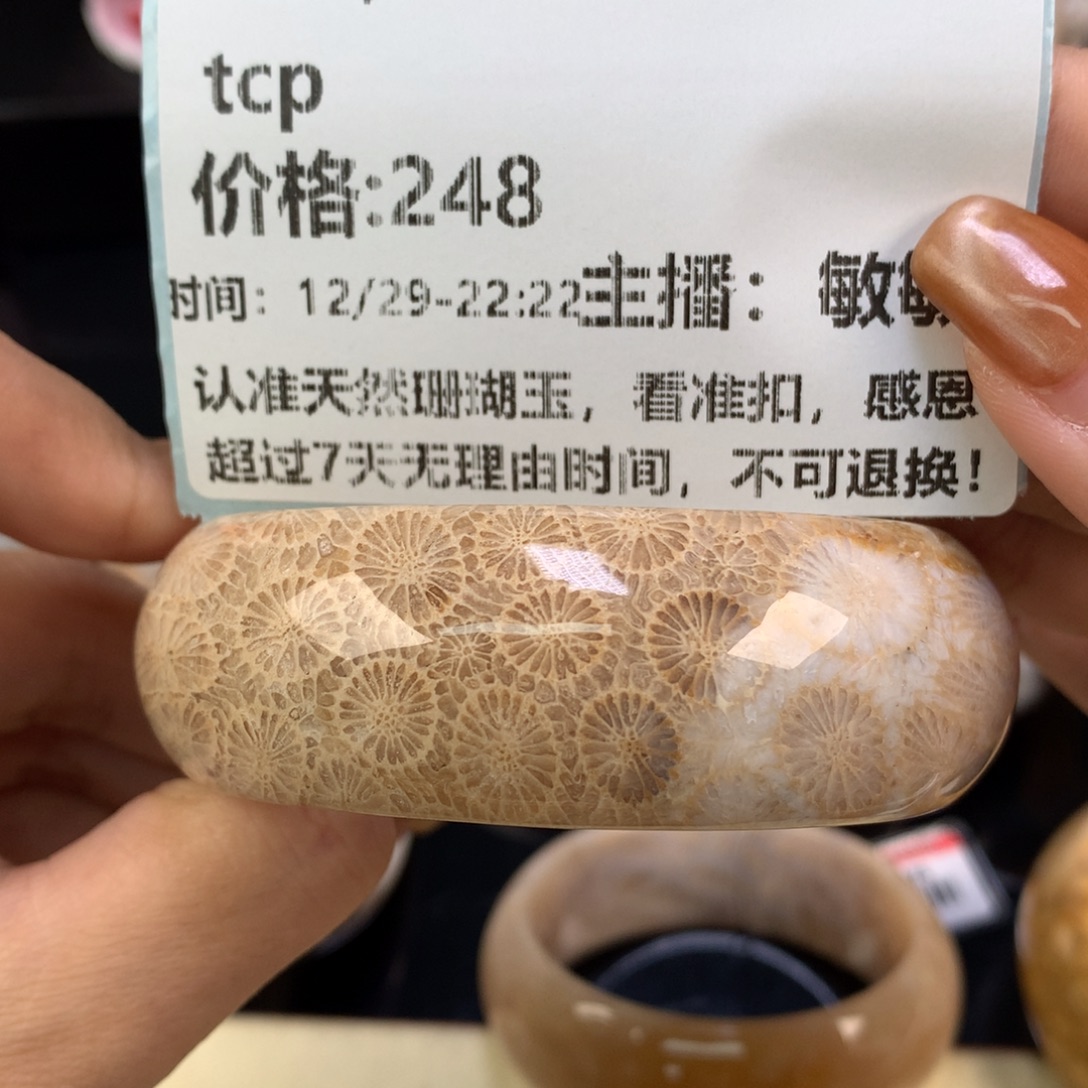 tcp
价格:248
时间：12/29-22:22主播：敏
认准天然珊瑚玉，看准扣，感恩
超过7天无理由时间，不可退换！